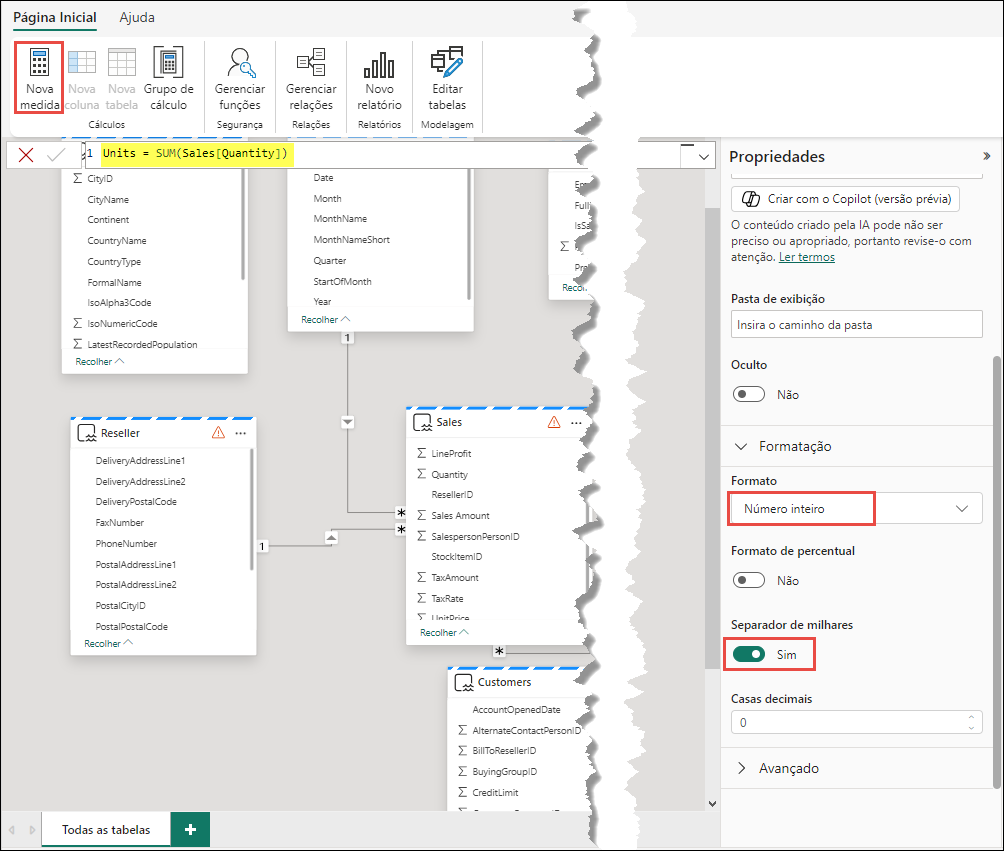 Página Inicial
Ajuda
Nova
medida
Nova
coluna
Nova
tabela
Grupo de
cálculo
Cálculos
Gerenciar
funções
Segurança
Gerenciar
relações
Relações
Novo
relatório
Relatórios
Editar
tabelas
Modelagem
1 Units = SUM(Sales[Quantity])
CityID
CityName
Continent
CountryName
CountryType
FormalName
IsoAlpha3Code
IsoNumericCode
LatestRecordedPopulation
Recolher
Date
Month
MonthName
MonthNameShort
Quarter
StartOfMonth
Year
Recolher
1
Reseller
DeliveryAddressLine1
DeliveryAddressLine2
DeliveryPostalCode
FaxNumber
PhoneNumber
PostalAddressLine1
PostalAddressLine2
PostalCityID
PostalPostalCode
Recolher
1
*
*
Sales
LineProfit
Quantity
ResellerID
Sales Amount
SalespersonPersonID
StockItemID
TaxAmount
TaxRate
UnitPrice
Recolher
*
Customers
AccountOpenedDate
AlternateContactPersonID
BillToResellerID
BuyingGroupID
CreditLimit
Todas as tabelas
+
Propriedades
Criar com o Copilot (versão prévia)
O conteúdo criado pela IA pode não ser
preciso ou apropriado, portanto revise-o com
atenção. Ler termos
Pasta de exibição
Insira o caminho da pasta
Oculto
Não
Formatação
Formato
Número inteiro
Formato de percentual
Não
Separador de milhares
Sim
Casas decimais
0
Avançado